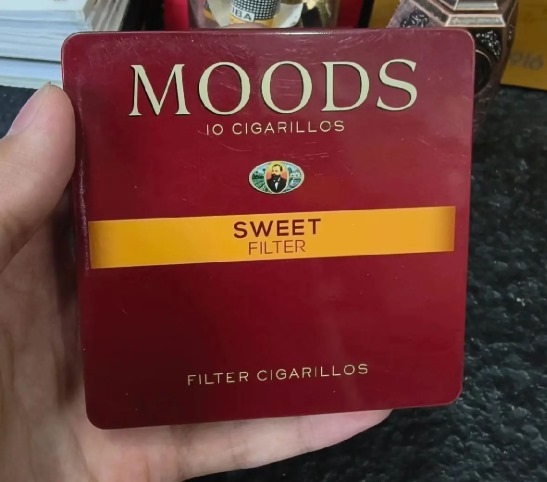 MOODS
10 CIGARILLOS
SWEET
FILTER
FILTER CIGARILLOS